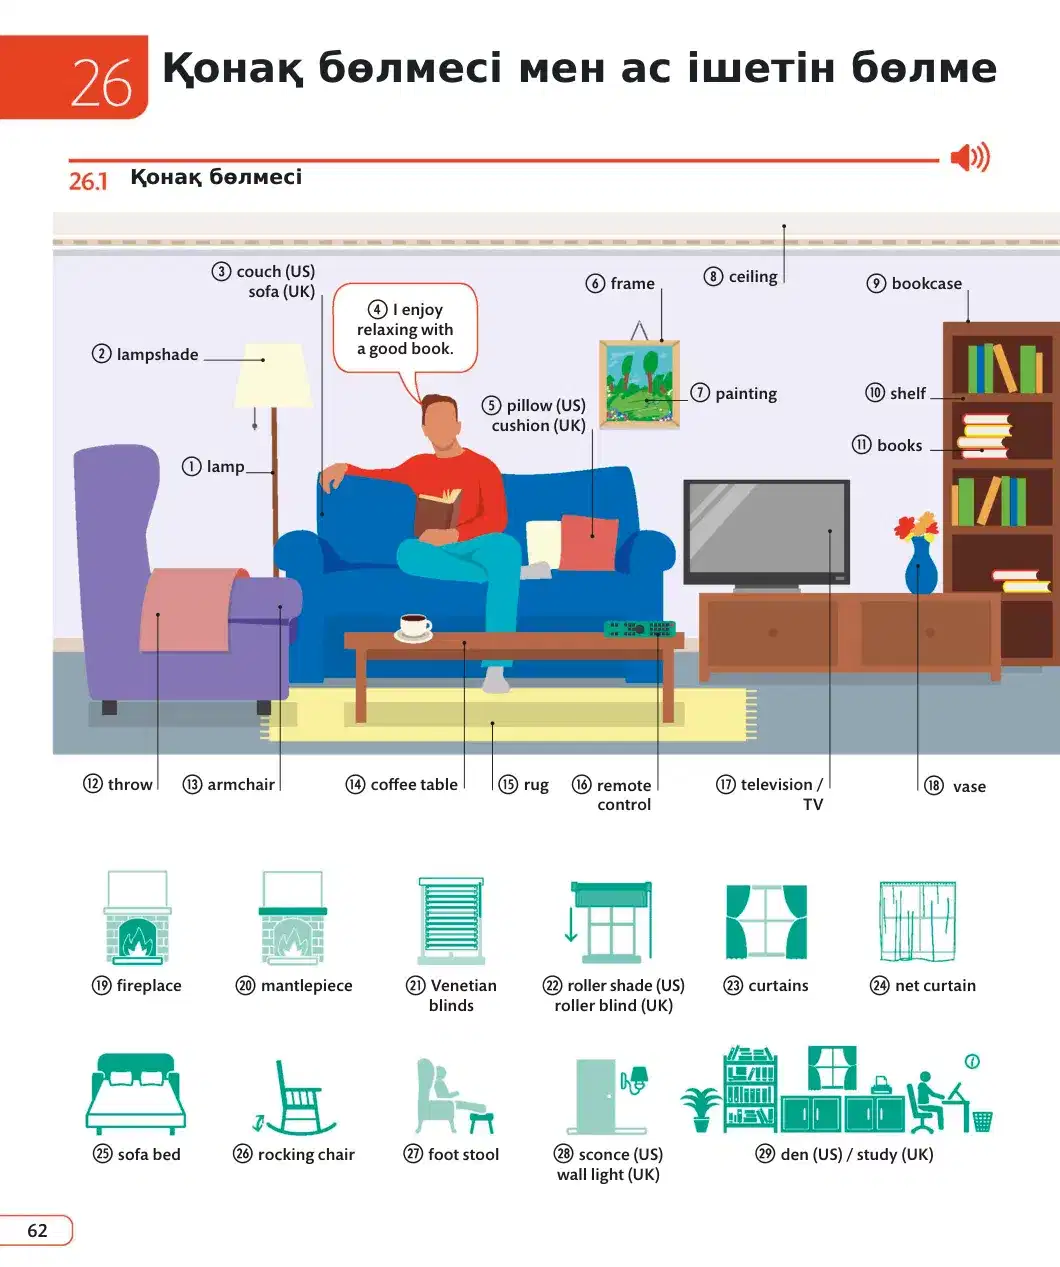 26
Қонақ бөлмесі мен ас ішетін бөлме
26.1 Қонақ бөлмесі
③ couch (US)
sofa (UK)
④ I enjoy
relaxing with
a good book.
⑥ frame
⑧ ceiling
⑨ bookcase
② lampshade
⑤ pillow (US)
cushion (UK)
⑦ painting
⑩ shelf
① lamp
⑪ books
⑫ throw
⑬ armchair
⑭ coffee table
⑮ rug
⑯ remote
control
⑰ television /
TV
⑱ vase
⑲ fireplace
⑳ mantlepiece
㉑ Venetian
blinds
㉒ roller shade (US)
roller blind (UK)
㉓ curtains
㉔ net curtain
㉕ sofa bed
㉖ rocking chair
㉗ foot stool
㉘ sconce (US)
wall light (UK)
㉙ den (US) / study (UK)
62